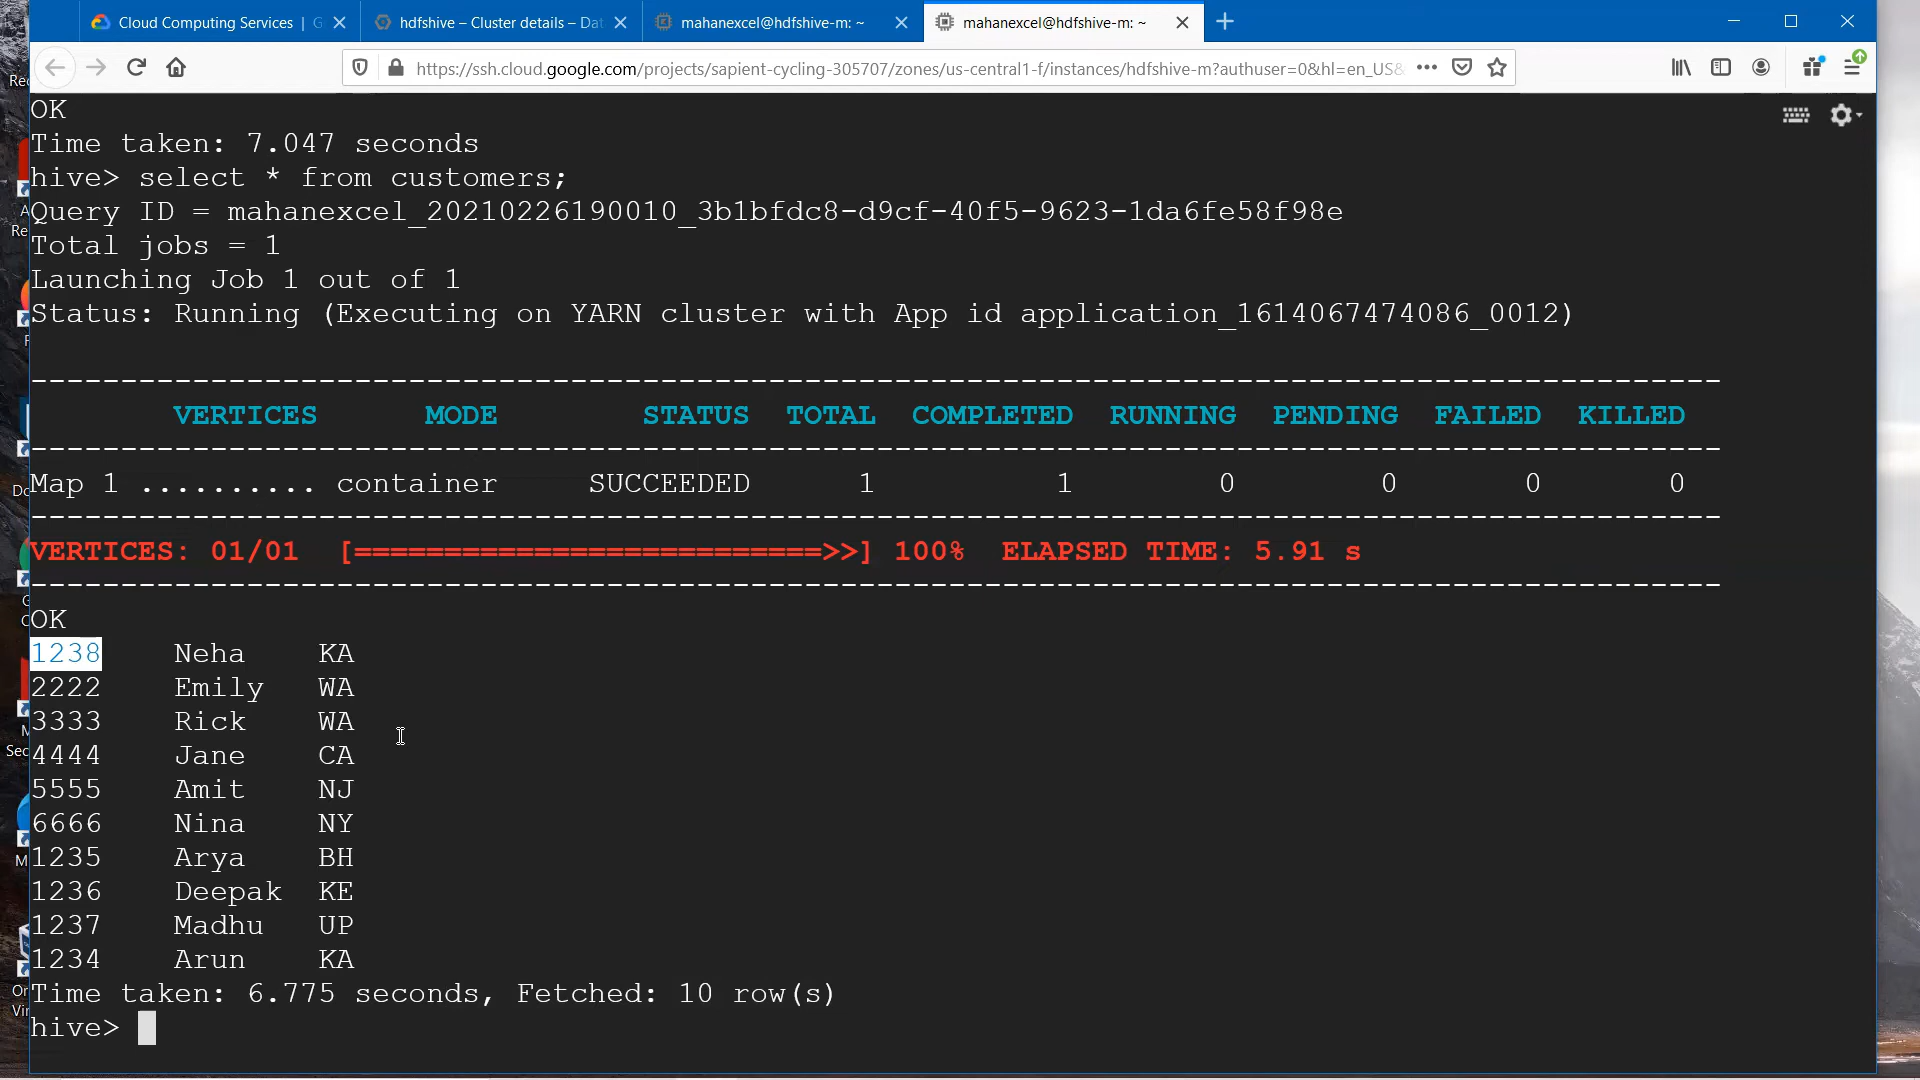 Cloud Computing Services | G
hdfshive – Cluster details – Dat
mahanexcel@hdfshive-m: ~
mahanexcel@hdfshive-m: ~
https://ssh.cloud.google.com/projects/sapient-cycling-305707/zones/us-central1-f/instances/hdfshive-m?authuser=0&hl=en_US&
OK
Time taken: 7.047 seconds
hive> select * from customers;
Query ID = mahanexcel_20210226190010_3b1bfdc8-d9cf-40f5-9623-1da6fe58f98e
Total jobs = 1
Launching Job 1 out of 1
Status: Running (Executing on YARN cluster with App id application_1614067474086_0012)
----------------------------------------------------------------------------------------------
VERTICES MODE STATUS TOTAL COMPLETED RUNNING PENDING FAILED KILLED
----------------------------------------------------------------------------------------------
Map 1 .......... container SUCCEEDED 1 1 0 0 0 0
----------------------------------------------------------------------------------------------
VERTICES: 01/01 [==========================>>] 100% ELAPSED TIME: 5.91 s
----------------------------------------------------------------------------------------------
OK
1238 Neha KA
2222 Emily WA
3333 Rick WA
4444 Jane CA
5555 Amit NJ
6666 Nina NY
1235 Arya BH
1236 Deepak KE
1237 Madhu UP
1234 Arun KA
Time taken: 6.775 seconds, Fetched: 10 row(s)
hive>